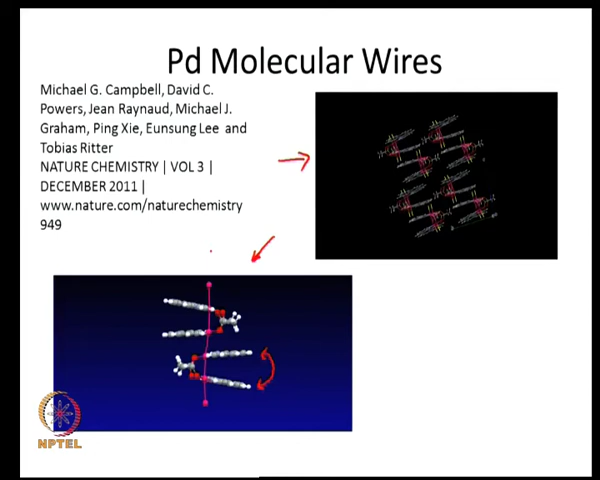 Pd Molecular Wires
Michael G. Campbell, David C.
Powers, Jean Raynaud, Michael J.
Graham, Ping Xie, Eunsung Lee and
Tobias Ritter
NATURE CHEMISTRY | VOL 3 |
DECEMBER 2011 |
www.nature.com/naturechemistry
949
NPTEL